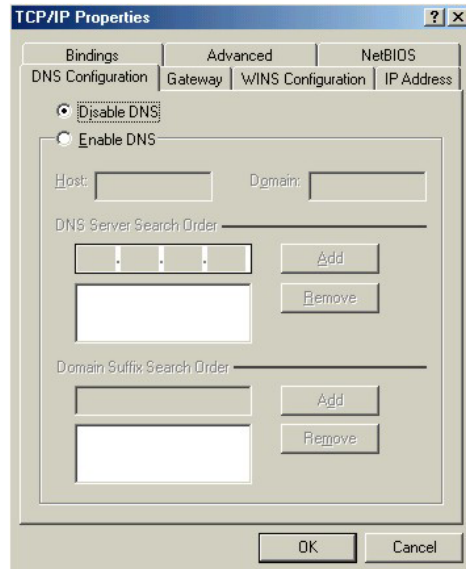 TCP/IP Properties ? X
Bindings Advanced NetBIOS
DNS Configuration Gateway WINS Configuration IP Address
Disable DNS
Enable DNS
Host: Domain:
DNS Server Search Order
. . .
Add
Remove
Domain Suffix Search Order
Add
Remove
OK Cancel